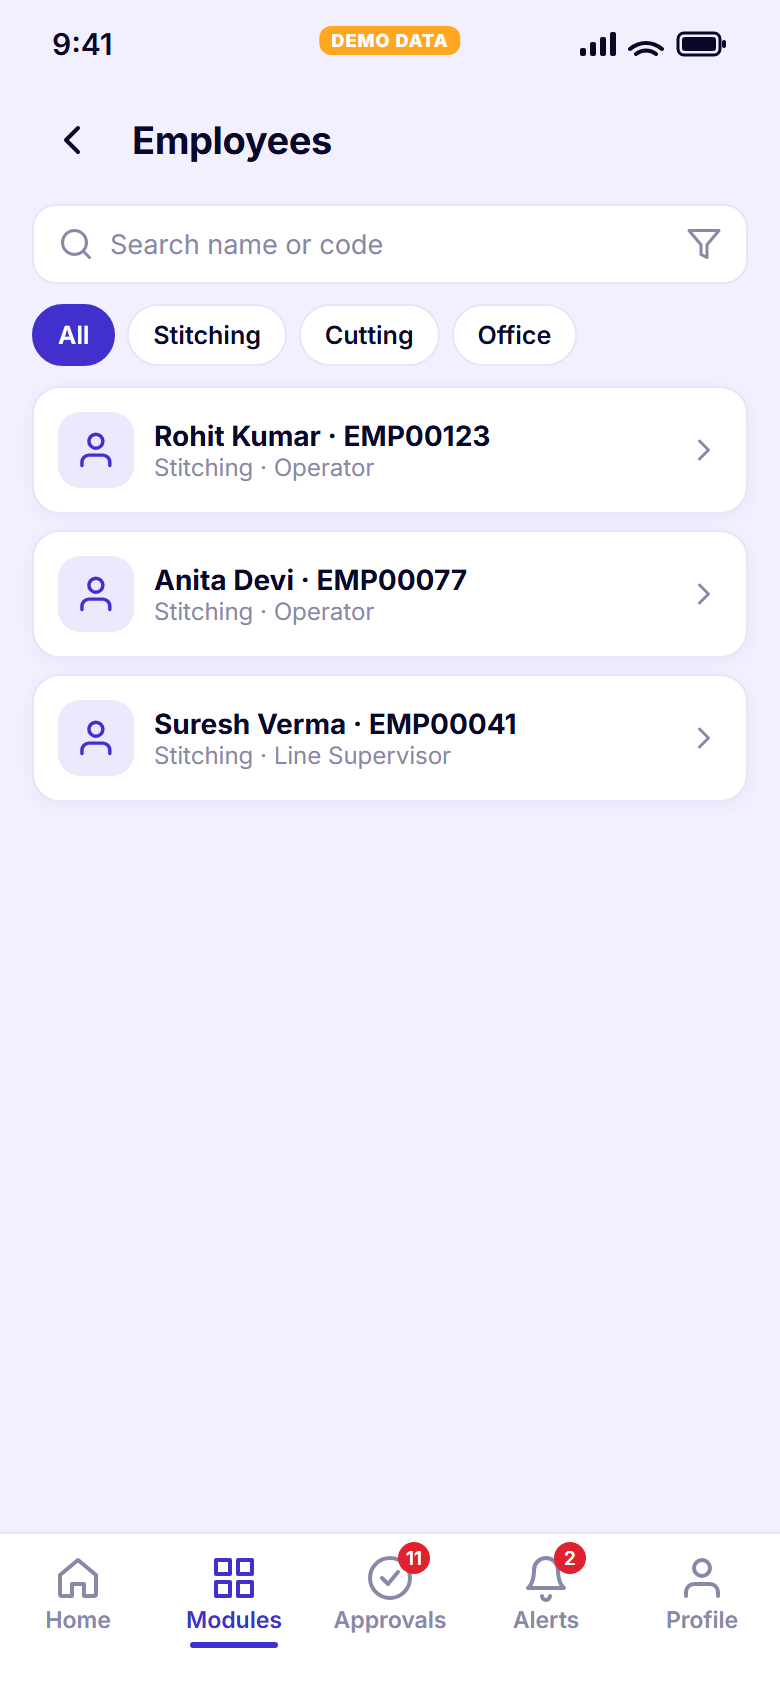 9:41
DEMO DATA
Employees
Search name or code
All
Stitching
Cutting
Office
Rohit Kumar · EMP00123
Stitching · Operator
Anita Devi · EMP00077
Stitching · Operator
Suresh Verma · EMP00041
Stitching · Line Supervisor
11
2
Home
Modules
Approvals
Alerts
Profile